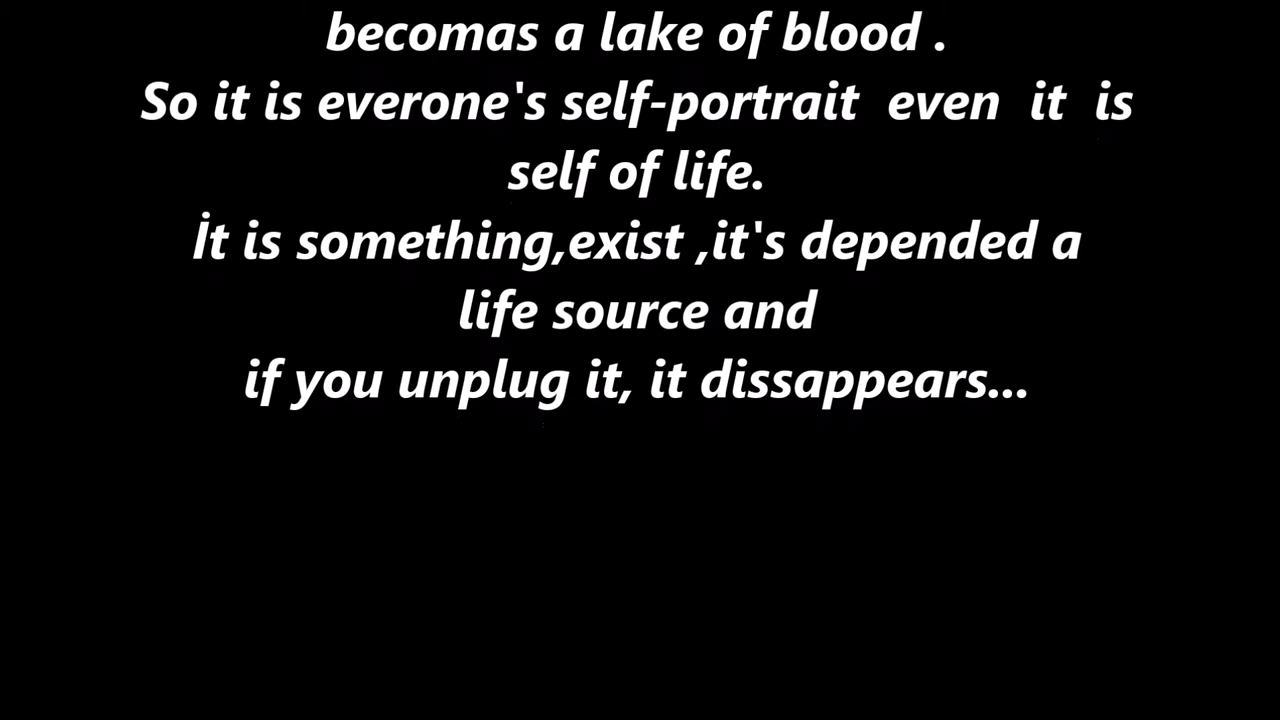 becomas a lake of blood .
So it is everone's self-portrait even it is
self of life.
İt is something,exist ,it's depended a
life source and
if you unplug it, it dissappears...